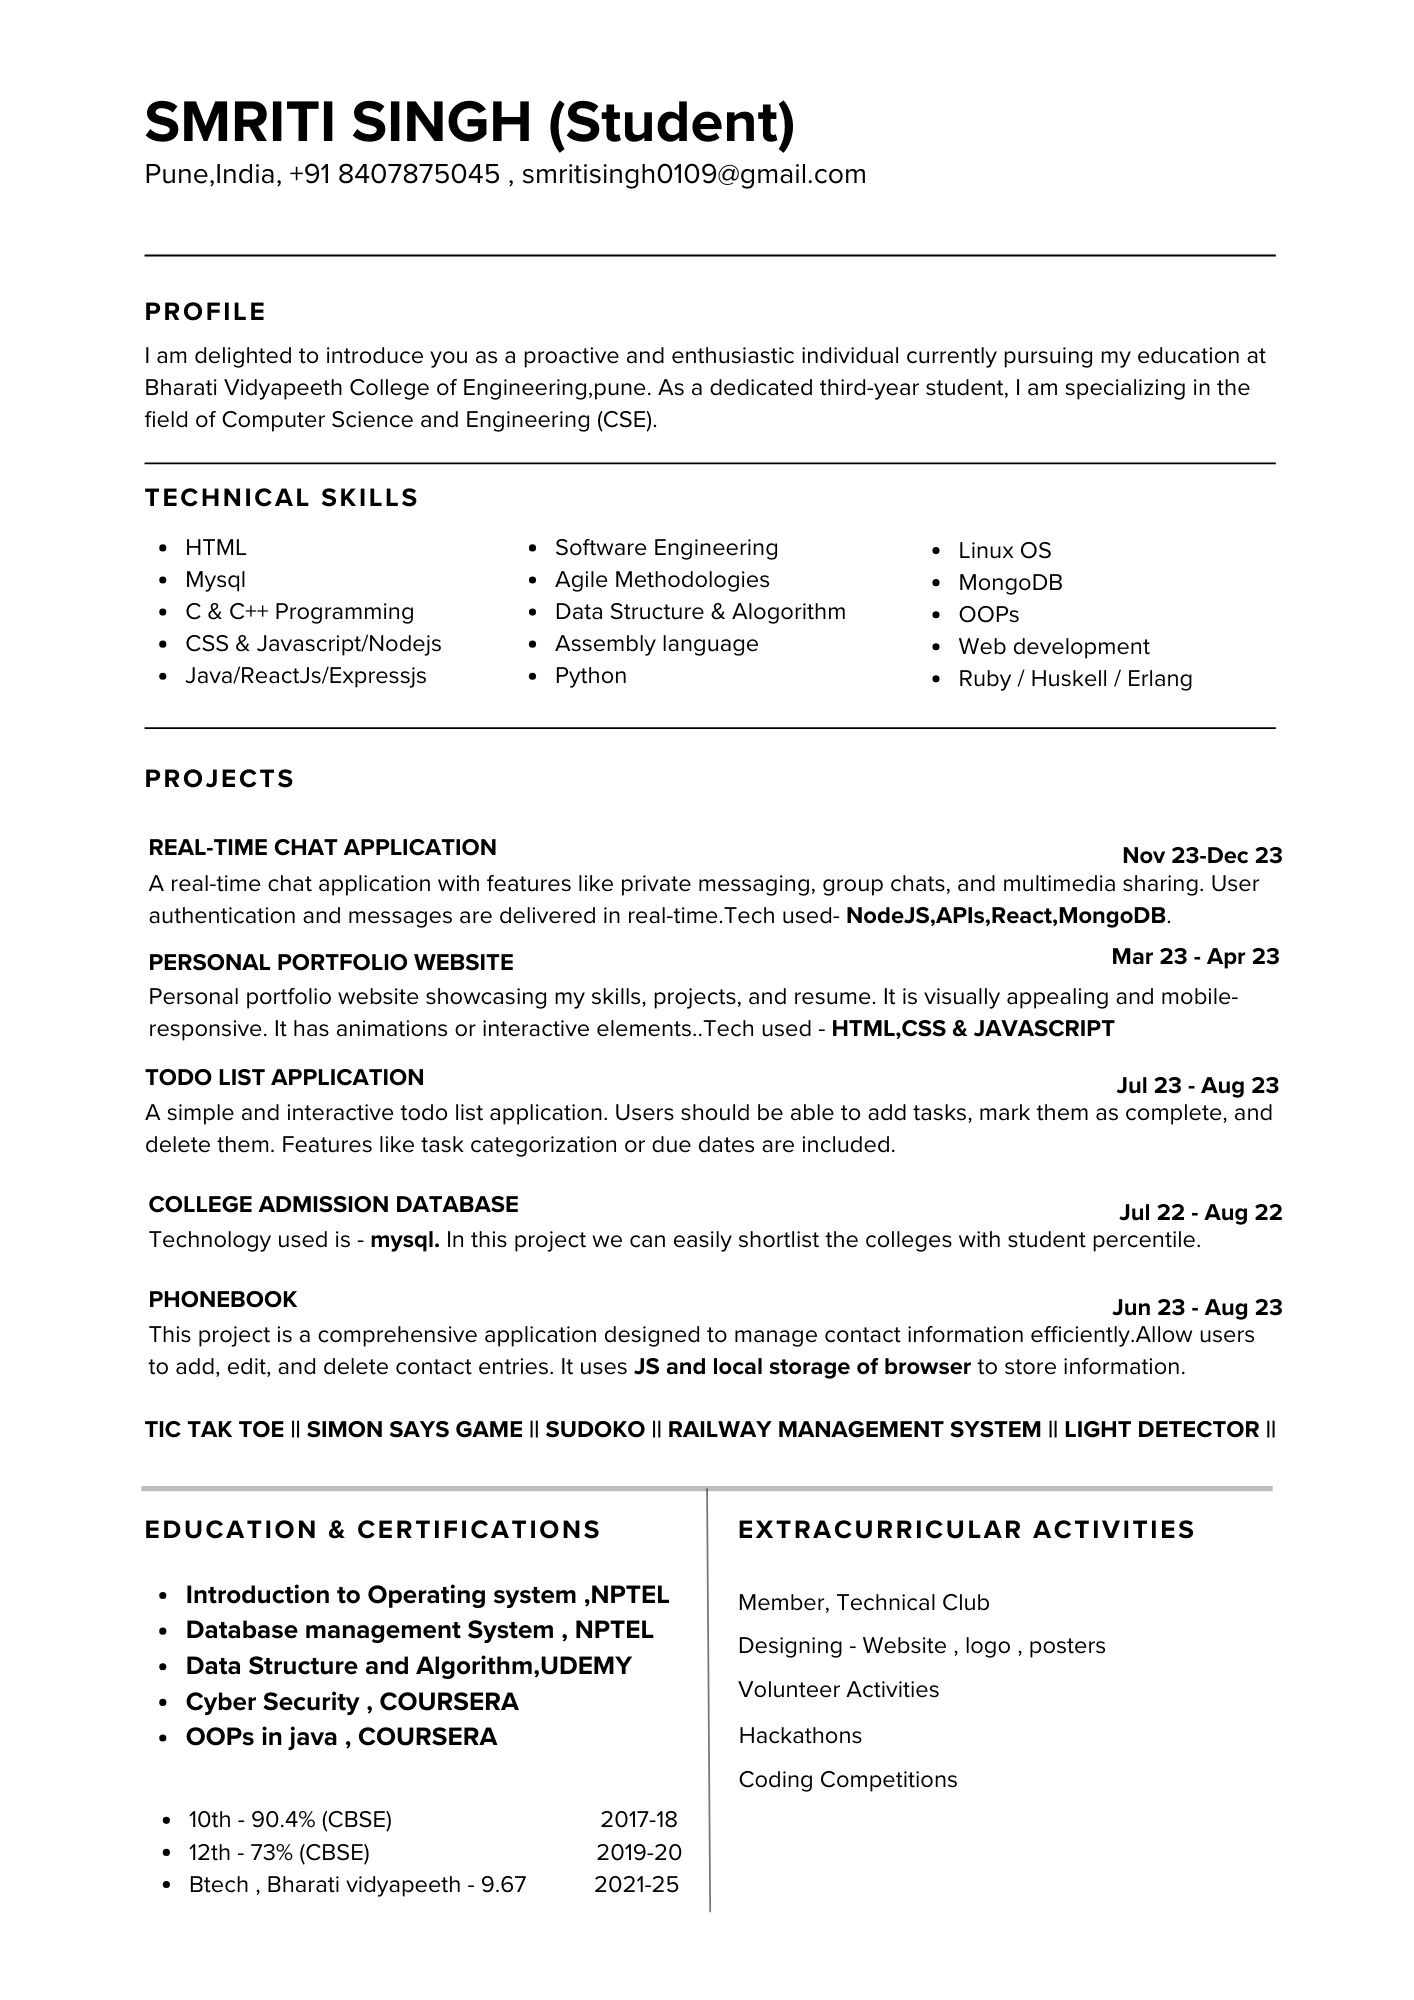 SMRITI SINGH (Student)
Pune,India, +91 8407875045 , smritisingh0109@gmail.com
PROFILE
I am delighted to introduce you as a proactive and enthusiastic individual currently pursuing my education at
Bharati Vidyapeeth College of Engineering,pune. As a dedicated third-year student, I am specializing in the
field of Computer Science and Engineering (CSE).
TECHNICAL SKILLS
• HTML
• Mysql
• C & C++ Programming
• CSS & Javascript/Nodejs
• Java/ReactJs/Expressjs
• Software Engineering
• Agile Methodologies
• Data Structure & Alogorithm
• Assembly language
• Python
• Linux OS
• MongoDB
• OOPs
• Web development
• Ruby / Huskell / Erlang
PROJECTS
REAL-TIME CHAT APPLICATION Nov 23-Dec 23
A real-time chat application with features like private messaging, group chats, and multimedia sharing. User
authentication and messages are delivered in real-time.Tech used- NodeJS,APIs,React,MongoDB.
PERSONAL PORTFOLIO WEBSITE Mar 23 - Apr 23
Personal portfolio website showcasing my skills, projects, and resume. It is visually appealing and mobile-
responsive. It has animations or interactive elements..Tech used - HTML,CSS & JAVASCRIPT
TODO LIST APPLICATION Jul 23 - Aug 23
A simple and interactive todo list application. Users should be able to add tasks, mark them as complete, and
delete them. Features like task categorization or due dates are included.
COLLEGE ADMISSION DATABASE Jul 22 - Aug 22
Technology used is - mysql. In this project we can easily shortlist the colleges with student percentile.
PHONEBOOK Jun 23 - Aug 23
This project is a comprehensive application designed to manage contact information efficiently.Allow users
to add, edit, and delete contact entries. It uses JS and local storage of browser to store information.
TIC TAK TOE || SIMON SAYS GAME || SUDOKO || RAILWAY MANAGEMENT SYSTEM || LIGHT DETECTOR ||
EDUCATION & CERTIFICATIONS
• Introduction to Operating system ,NPTEL
• Database management System , NPTEL
• Data Structure and Algorithm,UDEMY
• Cyber Security , COURSERA
• OOPs in java , COURSERA
• 10th - 90.4% (CBSE) 2017-18
• 12th - 73% (CBSE) 2019-20
• Btech , Bharati vidyapeeth - 9.67 2021-25
EXTRACURRICULAR ACTIVITIES
Member, Technical Club
Designing - Website , logo , posters
Volunteer Activities
Hackathons
Coding Competitions